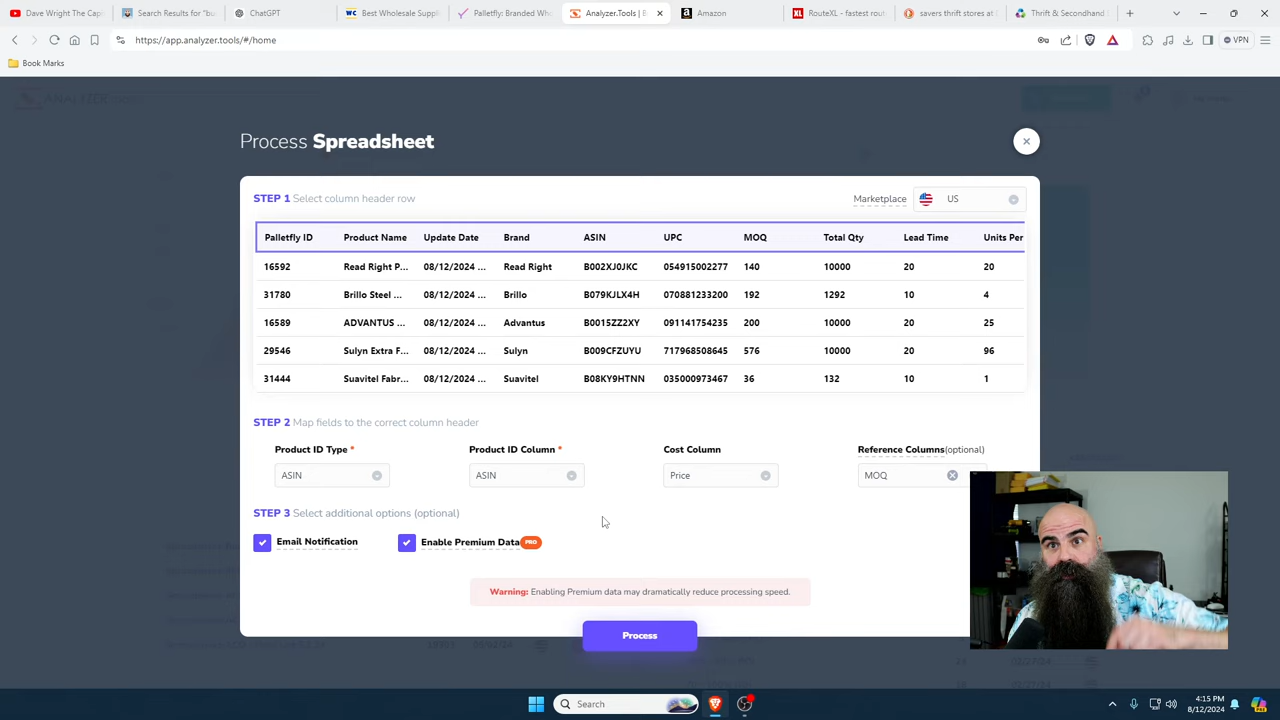 Dave Wright The Cap
Search Results For "bu
ChatGPT
Best Wholesale Suppli
Palletfly: Branded Who
Analyzer.Tools | B
Amazon
RouteXL - fastest rout
savers thrift stores at
Thrift & Secondhand
https://app.analyzer.tools/#/home
VPN
Book Marks
Process Spreadsheet
STEP 1 Select column header row
Marketplace US
Palletfly ID Product Name Update Date Brand ASIN UPC MOQ Total Qty Lead Time Units Per
16592 Read Right P... 08/12/2024 ... Read Right B002XJ0JKC 054915002277 140 10000 20 20
31780 Brillo Steel ... 08/12/2024 ... Brillo B079KJLX4H 070881233200 192 1292 10 4
16589 ADVANTUS ... 08/12/2024 ... Advantus B0015ZZ2XY 091141754235 200 10000 20 25
29546 Sulyn Extra F... 08/12/2024 ... Sulyn B009CFZUYU 717968508645 576 10000 20 96
31444 Suavitel Fabr... 08/12/2024 ... Suavitel B08KY9HTNN 035000973467 36 132 10 1
STEP 2 Map fields to the correct column header
Product ID Type * Product ID Column * Cost Column Reference Columns(optional)
ASIN ASIN Price MOQ
STEP 3 Select additional options (optional)
Email Notification Enable Premium Data PRO
Warning: Enabling Premium data may dramatically reduce processing speed.
Process
Search
4:15 PM
8/12/2024